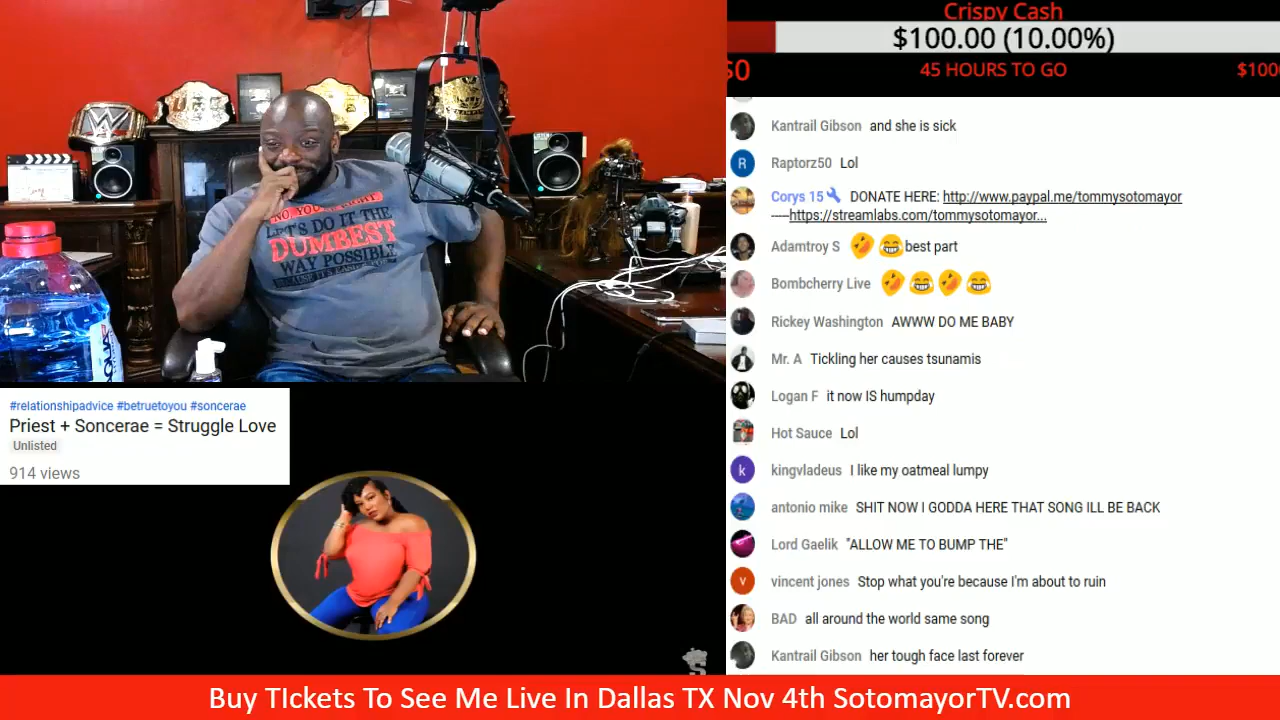 Crispy Cash
$100.00 (10.00%)
$0 45 HOURS TO GO $100
Kantrail Gibson and she is sick
Raptorz50 Lol
Corys 15 DONATE HERE: http://www.paypal.me/tommysotomayor
----https://streamlabs.com/tommysotomayor...
Adamtroy S 🤣😂best part
Bombcherry Live 🤣😂🤣😂
Rickey Washington AWWW DO ME BABY
Mr. A Tickling her causes tsunamis
Logan F it now IS humpday
Hot Sauce Lol
kingvladeus I like my oatmeal lumpy
antonio mike SHIT NOW I GODDA HERE THAT SONG ILL BE BACK
Lord Gaelik "ALLOW ME TO BUMP THE"
vincent jones Stop what you're because I'm about to ruin
BAD all around the world same song
Kantrail Gibson her tough face last forever
R
k
v
NO, YOU'RE RIGHT
LET'S DO IT THE
DUMBEST
WAY POSSIBLE
#relationshipadvice #betruetoyou #soncerae
Priest + Soncerae = Struggle Love
Unlisted
914 views
S
Buy TIckets To See Me Live In Dallas TX Nov 4th SotomayorTV.com